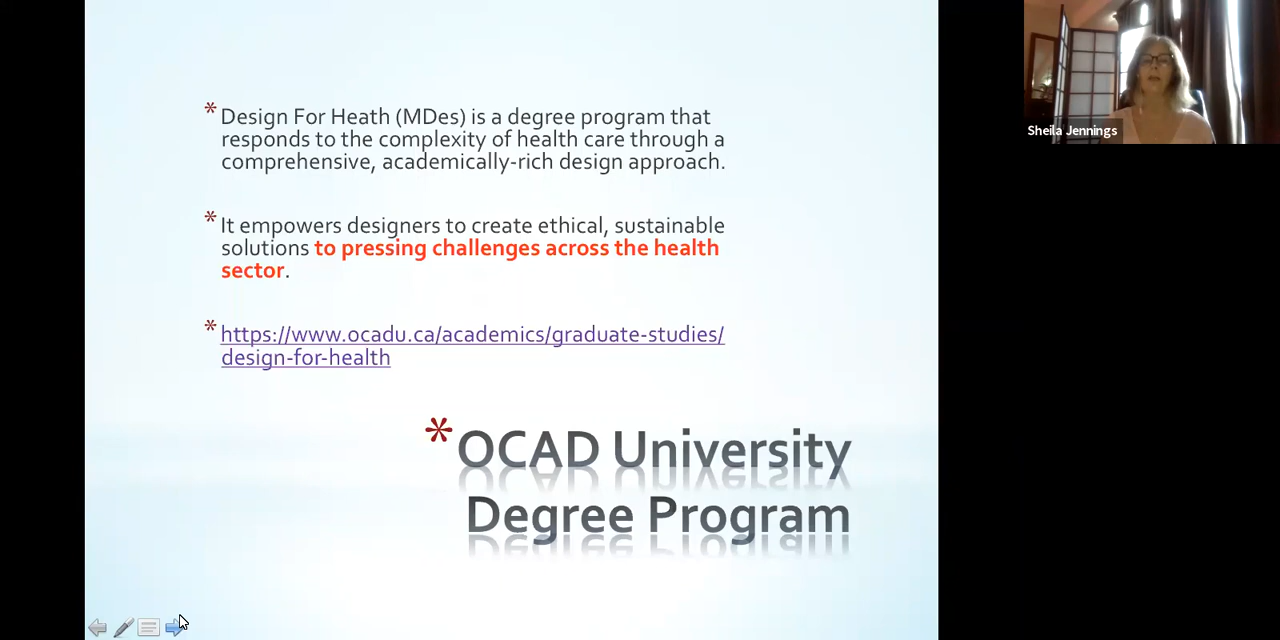 * Design For Heath (MDes) is a degree program that
responds to the complexity of health care through a
comprehensive, academically-rich design approach.
* It empowers designers to create ethical, sustainable
solutions to pressing challenges across the health
sector.
* https://www.ocadu.ca/academics/graduate-studies/
design-for-health
* OCAD University
Degree Program
Sheila Jennings